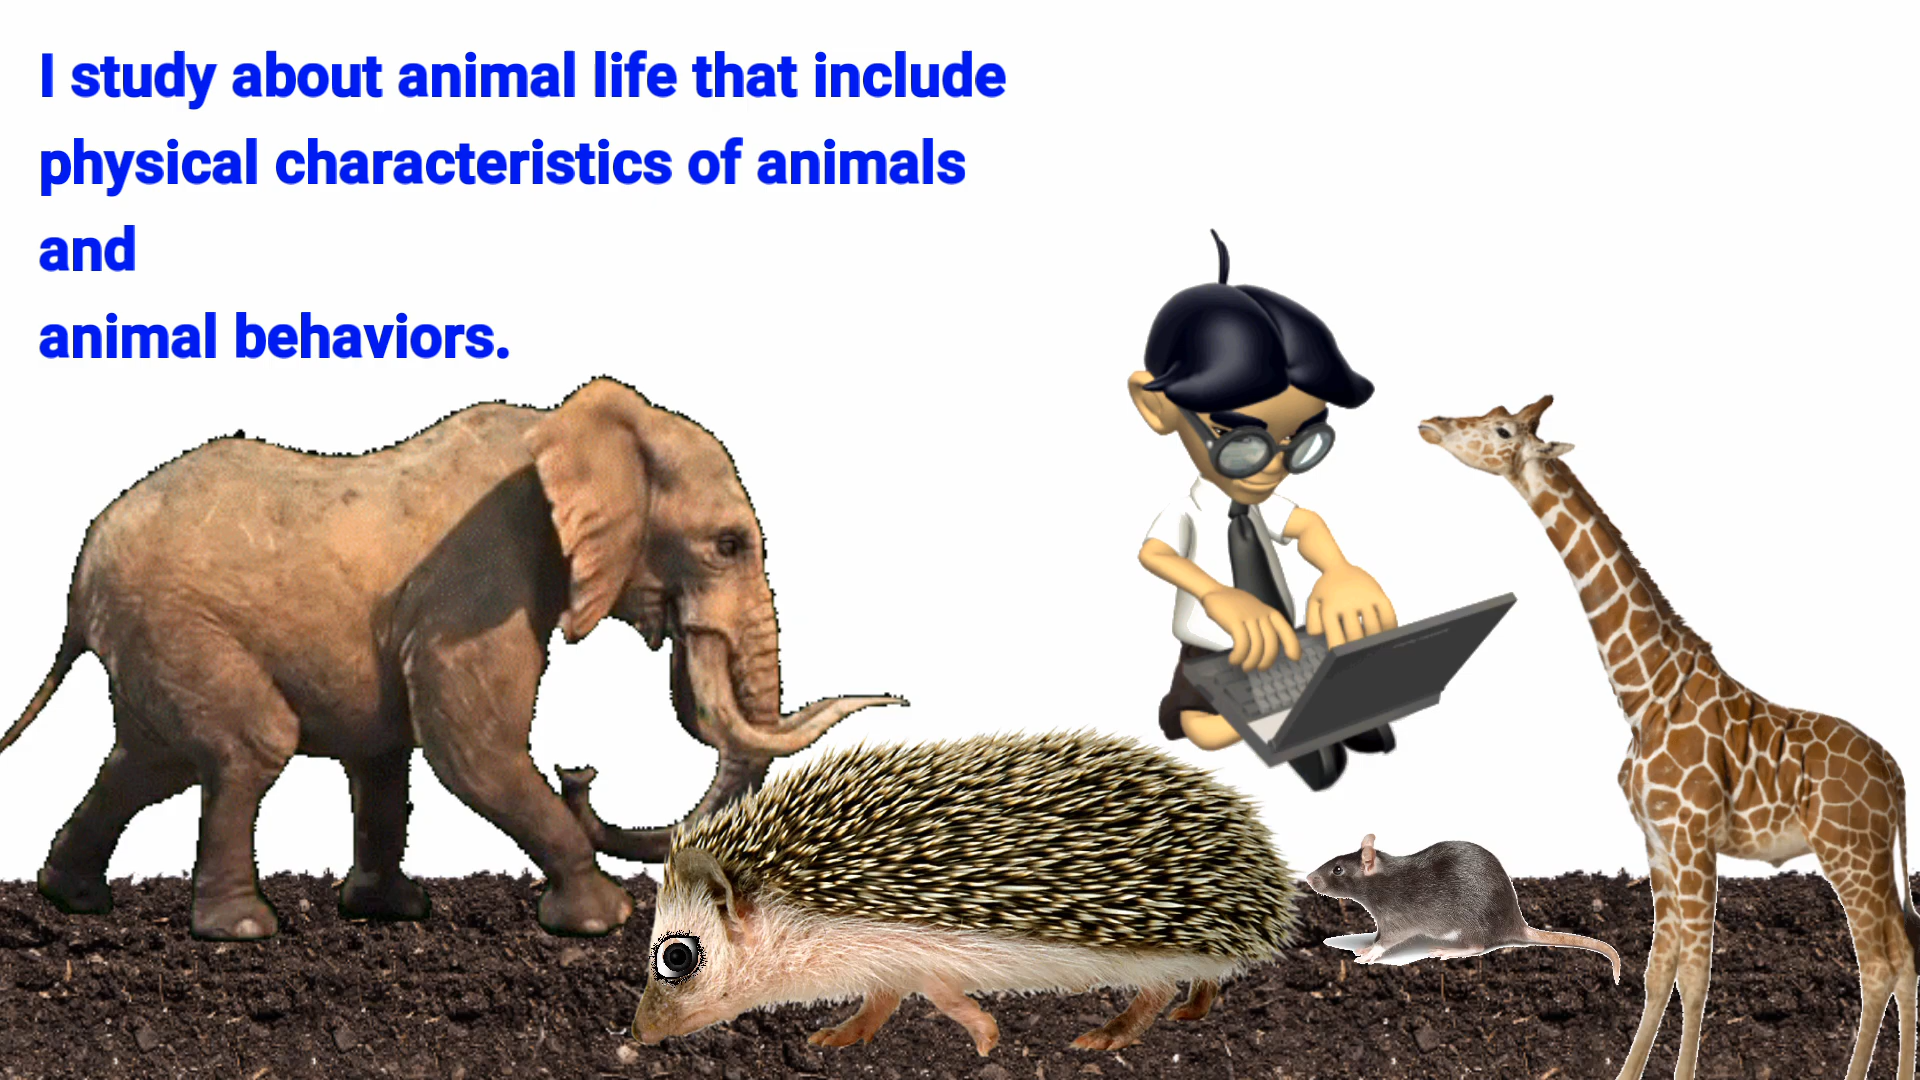 I study about animal life that include
physical characteristics of animals
and
animal behaviors.